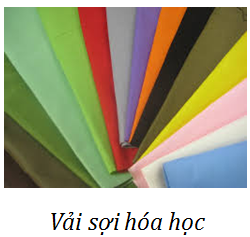 Vải sợi hóa học